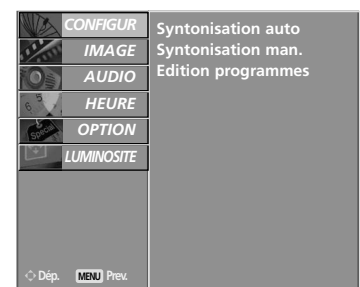 CONFIGUR
IMAGE
AUDIO
HEURE
OPTION
LUMINOSITE
Syntonisation auto
Syntonisation man.
Edition programmes
Dép. MENU Prev.